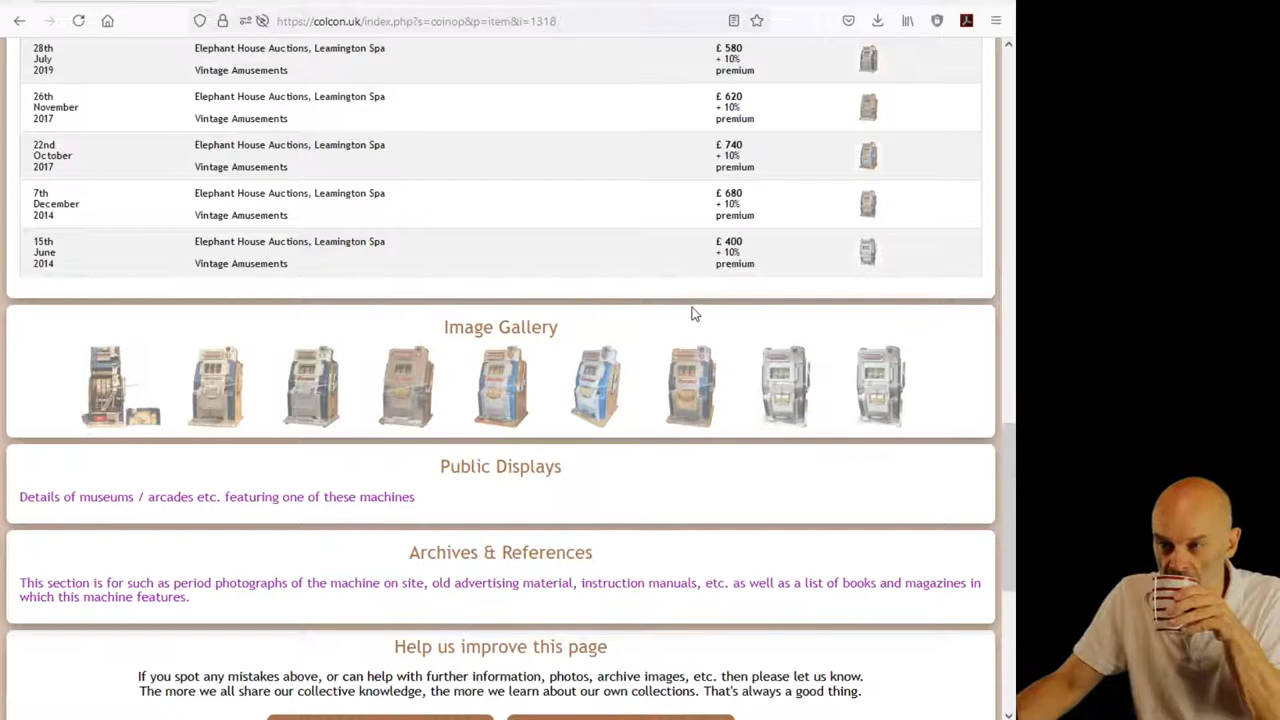 https://colcon.uk/index.php?s=coinop&p=item&i=1318
28th
July
2019
Elephant House Auctions, Leamington Spa
Vintage Amusements
£ 580
+ 10%
premium
26th
November
2017
Elephant House Auctions, Leamington Spa
Vintage Amusements
£ 620
+ 10%
premium
22nd
October
2017
Elephant House Auctions, Leamington Spa
Vintage Amusements
£ 740
+ 10%
premium
7th
December
2014
Elephant House Auctions, Leamington Spa
Vintage Amusements
£ 680
+ 10%
premium
15th
June
2014
Elephant House Auctions, Leamington Spa
Vintage Amusements
£ 400
+ 10%
premium
Image Gallery
Public Displays
Details of museums / arcades etc. featuring one of these machines
Archives & References
This section is for such as period photographs of the machine on site, old advertising material, instruction manuals, etc. as well as a list of books and magazines in
which this machine features.
Help us improve this page
If you spot any mistakes above, or can help with further information, photos, archive images, etc. then please let us know.
The more we all share our collective knowledge, the more we learn about our own collections. That's always a good thing.